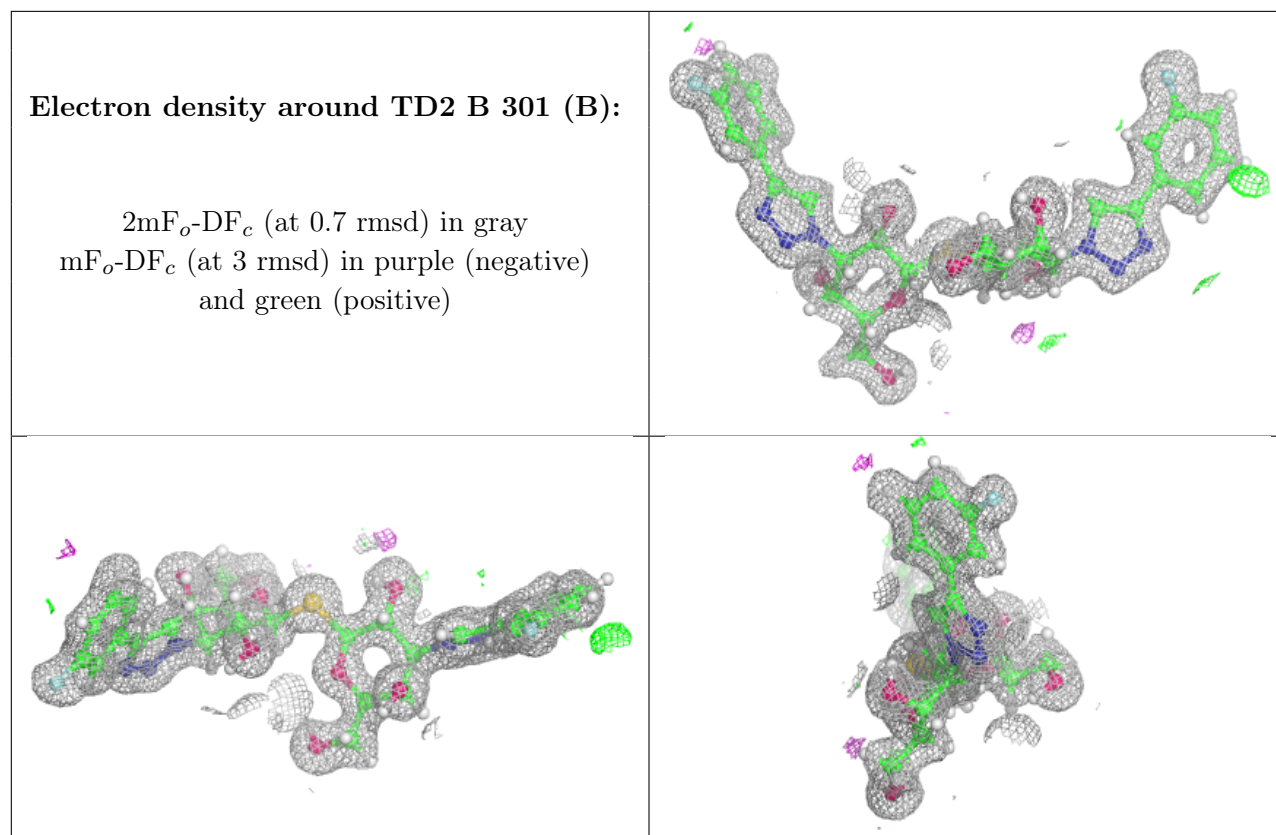 Electron density around TD2 B 301 (B):
2mFo-DFc (at 0.7 rmsd) in gray
mFo-DFc (at 3 rmsd) in purple (negative)
and green (positive)